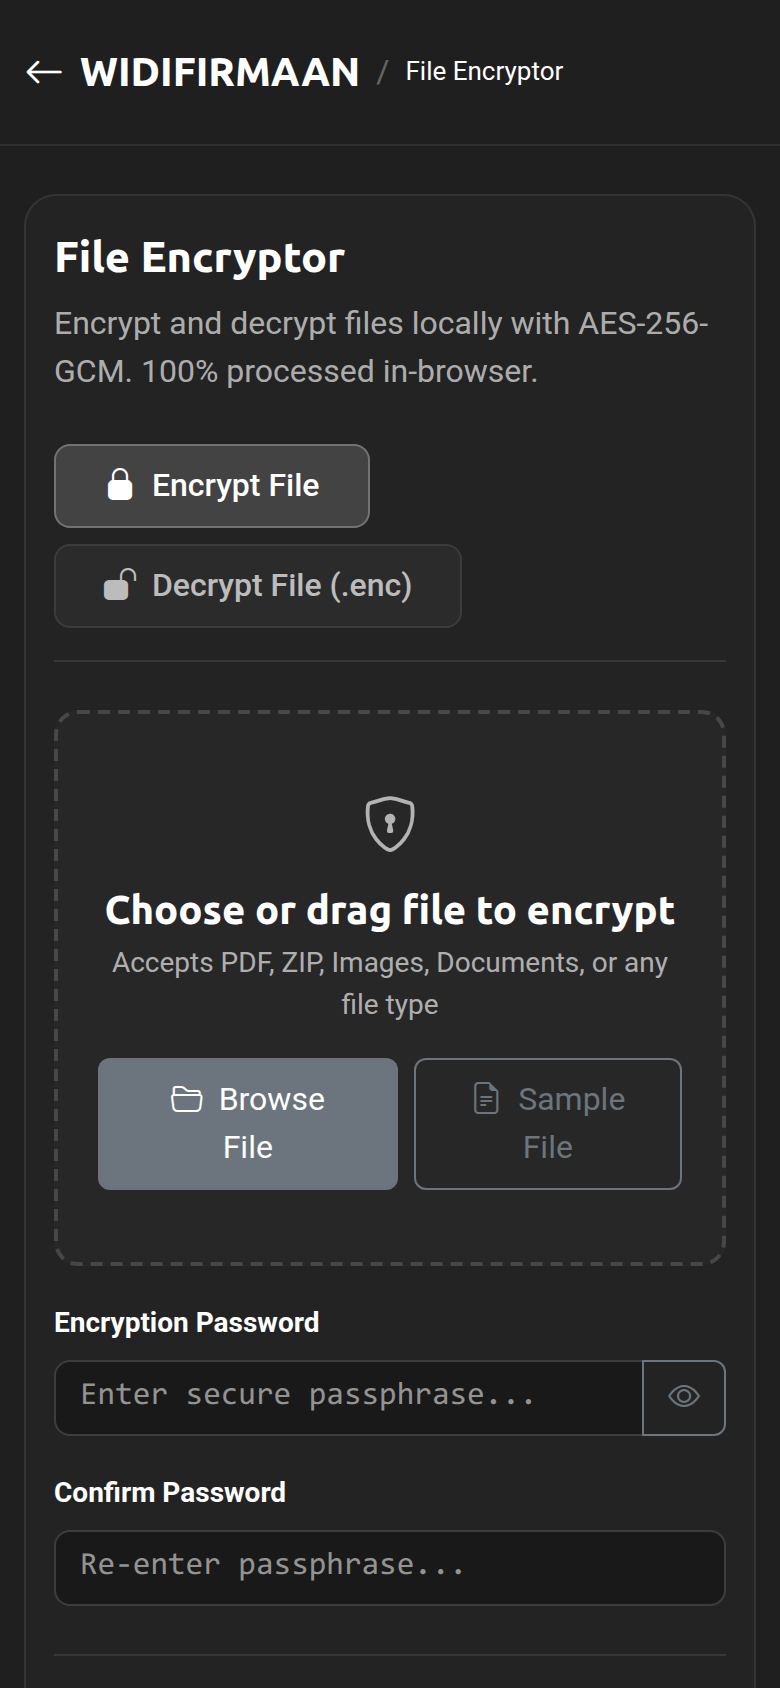 WIDIFIRMAAN / File Encryptor
File Encryptor
Encrypt and decrypt files locally with AES-256-
GCM. 100% processed in-browser.
Encrypt File
Decrypt File (.enc)
Choose or drag file to encrypt
Accepts PDF, ZIP, Images, Documents, or any
file type
Browse
File
Sample
File
Encryption Password
Enter secure passphrase...
Confirm Password
Re-enter passphrase...